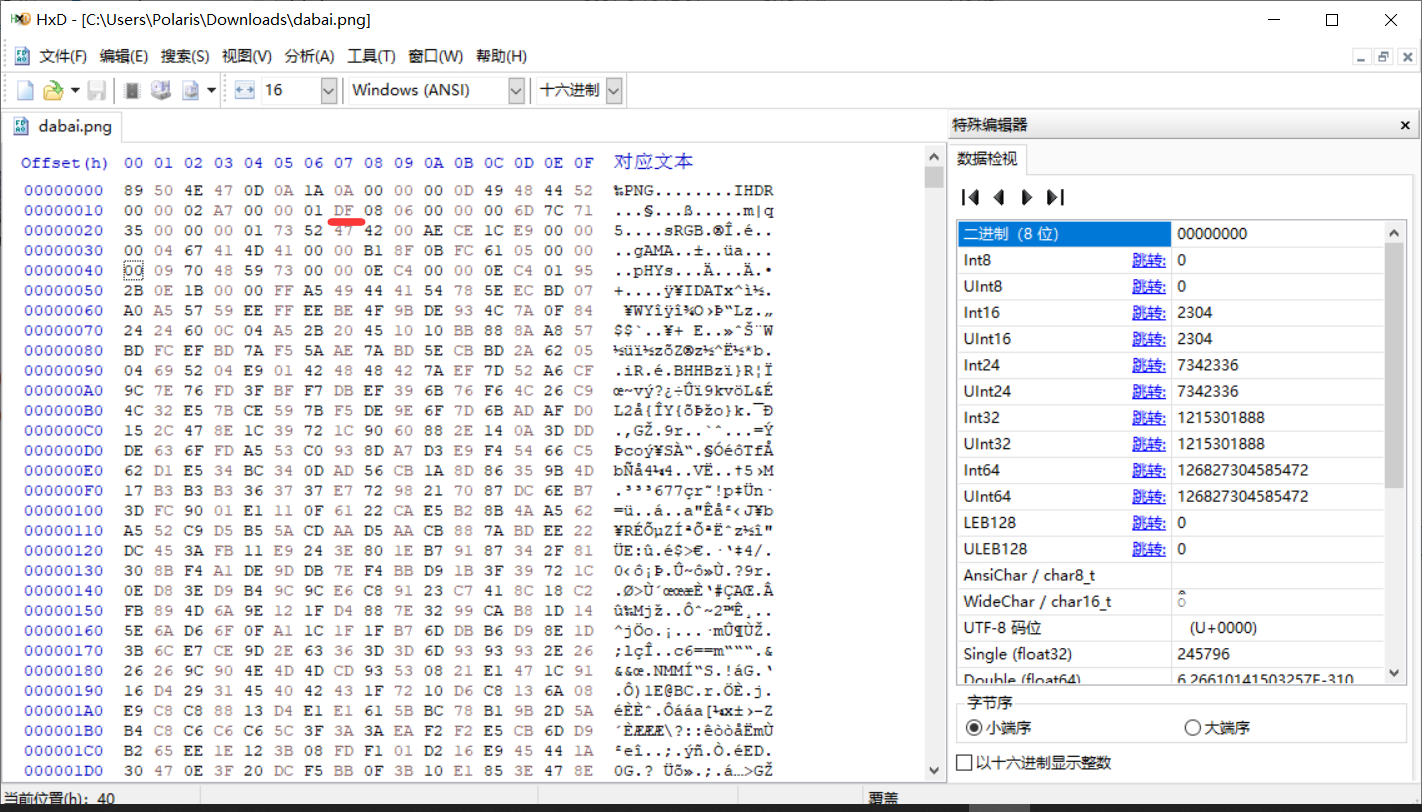 HxD - [C:\Users\Polaris\Downloads\dabai.png]
文件(F) 编辑(E) 搜索(S) 视图(V) 分析(A) 工具(T) 窗口(W) 帮助(H)
16 Windows (ANSI) 十六进制
dabai.png
Offset(h) 00 01 02 03 04 05 06 07 08 09 0A 0B 0C 0D 0E 0F 对应文本
00000000 89 50 4E 47 0D 0A 1A 0A 00 00 00 0D 49 48 44 52 ‰PNG........IHDR
00000010 00 00 02 A7 00 00 01 DF 08 06 00 00 00 6D 7C 71 ...§...ß.....m|q
00000020 35 00 00 00 01 73 52 47 42 00 AE CE 1C E9 00 00 5....sRGB.®Î.é..
00000030 00 04 67 41 4D 41 00 00 B1 8F 0B FC 61 05 00 00 ..gAMA..±..üa...
00000040 00 09 70 48 59 73 00 00 0E C4 00 00 0E C4 01 95 ..pHYs...Ä...Ä.•
00000050 2B 0E 1B 00 00 FF A5 49 44 41 54 78 5E EC BD 07 +....ÿ¥IDATx^ì½.
00000060 A0 A5 57 59 EE FF EE BE 4F 9B DE 93 4C 7A 0F 84  ¥WYîÿî¾O›Þ“Lz.„
00000070 24 24 60 0C 04 A5 2B 20 45 10 10 BB 88 8A A8 57 $$`..¥+ E..»ˆŠ¨W
00000080 BD FC EF BD 7A F5 5A AE 7A BD 5E CB BD 2A 62 05 ½üï½zõZ®z½^Ë½*b.
00000090 04 69 52 04 E9 01 42 48 48 42 7A EF 7D 52 A6 CF .iR.é.BHHBzï}R¦Ï
000000A0 9C 7E 76 FD 3F BF F7 DB EF 39 6B 76 F6 4C 26 C9 œ~vý?¿÷Ûï9kvöL&É
000000B0 4C 32 E5 7B CE 59 7B F5 DE 9E 6F 7D 6B AD AF D0 L2å{ÎY{õÞžo}k.¯Ð
000000C0 15 2C 47 8E 1C 39 72 1C 90 60 88 2E 14 0A 3D DD .,GŽ.9r..`ˆ...=Ý
000000D0 DE 63 6F FD A5 53 C0 93 8D A7 D3 E9 F4 54 66 C5 Þcoý¥SÀ“.§ÓéôTfÅ
000000E0 62 D1 E5 34 BC 34 0D AD 56 CB 1A 8D 86 35 9B 4D bÑå4¼4..VË..†5›M
000000F0 17 B3 B3 B3 36 37 37 E7 72 98 21 70 87 DC 6E B7 .³³³677çr˜!p‡Ün·
00000100 3D FC 90 01 E1 11 0F 61 22 CA E5 B2 8B 4A A5 62 =ü..á..a"Êå²‹J¥b
00000110 A5 52 C9 D5 B5 5A CD AA D5 AA CB 88 7A BD EE 22 ¥RÉÕµZÍªÕªËˆz½î"
00000120 DC 45 3A FB 11 E9 24 3E 80 1E B7 91 87 34 2F 81 ÜE:û.é$>€.·‘‡4/.
00000130 30 8B F4 A1 DE 9D DB 7E F4 BB D9 1B 3F 39 72 1C 0‹ô¡Þ.Û~ô»Ù.?9r.
00000140 0E D8 3E D9 B4 9C 9C E6 C8 91 23 C7 41 8C 18 C2 .Ø>Ù´œœæÈ‘#ÇAŒ.Â
00000150 FB 89 4D 6A 9E 12 1F D4 88 7E 32 99 CA B8 1D 14 û‰Mjž..Ôˆ~2™Ê¸..
00000160 5E 6A D6 6F 0F A1 1C 1F 1F B7 6D DB B6 D9 8E 1D ^jÖo.¡...·mÛ¶ÙŽ.
00000170 3B 6C E7 CE 9D 2E 63 36 3D 3D 6D 93 93 93 2E 26 ;lçÎ..c6==m“““.&
00000180 26 26 9C 90 4E 4D 4D CD 93 53 08 21 E1 47 1C 91 &&œ.NMMÍ“S.!áG.‘
00000190 16 D4 29 31 45 40 42 43 1F 72 10 D6 C8 13 6A 08 .Ô)1E@BC.r.ÖÈ.j.
000001A0 E9 C8 C8 88 13 D4 E1 E1 61 5B BC 78 B1 9B 2D 5A éÈÈˆ.Ôááa[¼x±›-Z
000001B0 B4 C8 C6 C6 C6 5C 3F 3A 3A EA F2 F2 E5 CB 6D D9 ´ÈÆÆÆ\?::êòòåËmÙ
000001C0 B2 65 EE 1E 12 3B 08 FD F1 01 D2 16 E9 45 44 1A ²eî..;.ýñ.Ò.éED.
000001D0 30 47 0E 3F 20 DC F5 BB 0F 3B 10 E1 85 3E 47 8E 0G.? Üõ».;.á…>GŽ
当前位置(h): 40 覆盖
特殊编辑器
数据检视
二进制（8 位） 00000000
Int8 跳转: 0
UInt8 跳转: 0
Int16 跳转: 2304
UInt16 跳转: 2304
Int24 跳转: 7342336
UInt24 跳转: 7342336
Int32 跳转: 1215301888
UInt32 跳转: 1215301888
Int64 跳转: 126827304585472
UInt64 跳转: 126827304585472
LEB128 跳转: 0
ULEB128 跳转: 0
AnsiChar / char8_t
WideChar / char16_t
UTF-8 码位 (U+0000)
Single (float32) 245796
Double (float64) 6.26610141503257E-310
字节序
小端序 大端序
以十六进制显示整数